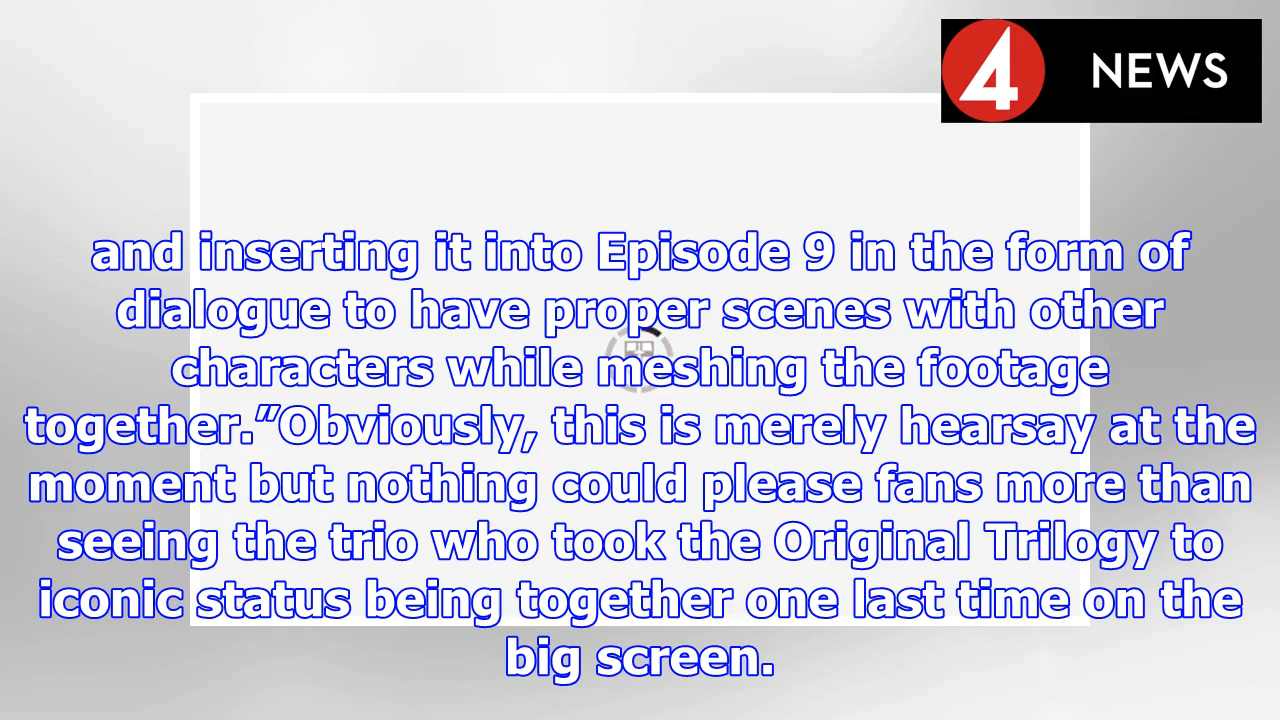 4 NEWS
and inserting it into Episode 9 in the form of
dialogue to have proper scenes with other
characters while meshing the footage
together.”Obviously, this is merely hearsay at the
moment but nothing could please fans more than
seeing the trio who took the Original Trilogy to
iconic status being together one last time on the
big screen.